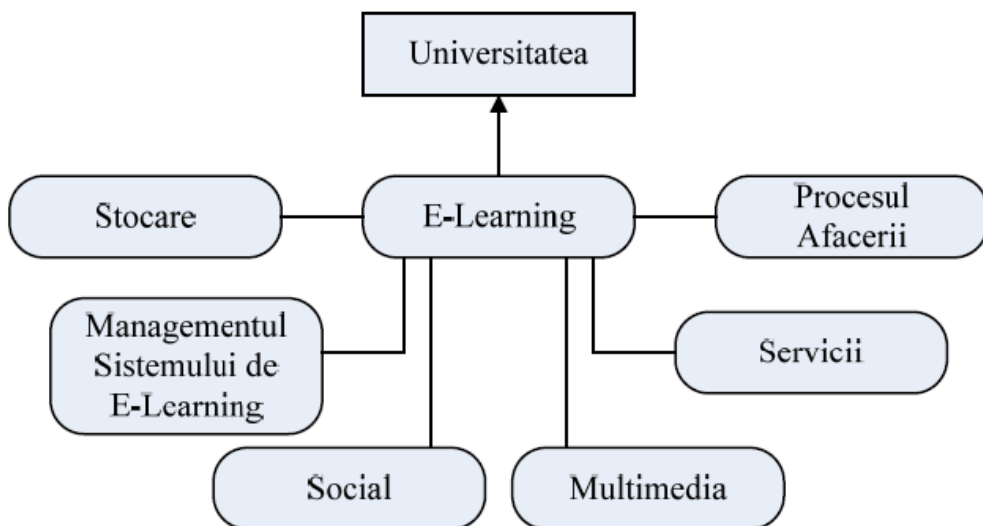 Universitatea
Stocare
E-Learning
Procesul
Afacerii
Managementul
Sistemului de
E-Learning
Servicii
Social
Multimedia